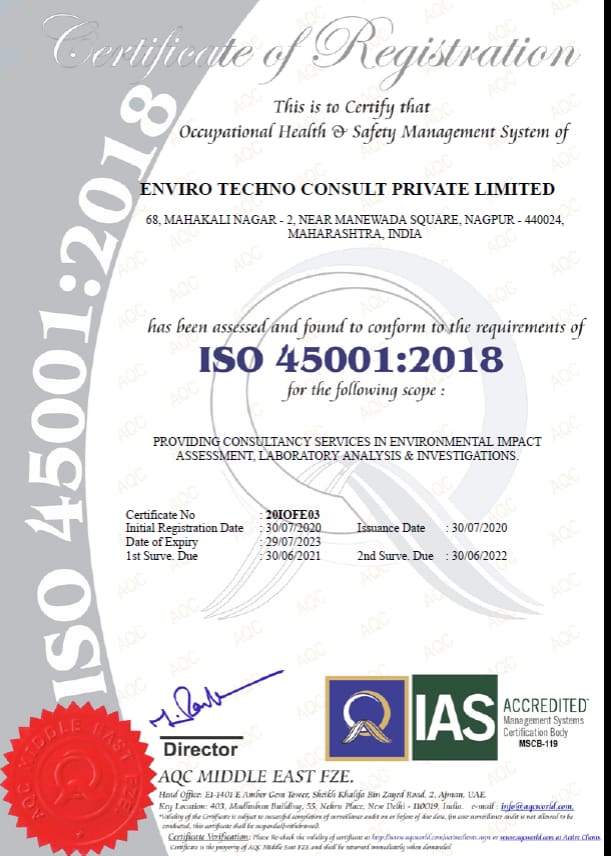 Certificate of Registration
This is to Certify that
Occupational Health & Safety Management System of
ENVIRO TECHNO CONSULT PRIVATE LIMITED
68, MAHAKALI NAGAR - 2, NEAR MANEWADA SQUARE, NAGPUR - 440024,
MAHARASHTRA, INDIA
has been assessed and found to conform to the requirements of
ISO 45001:2018
for the following scope :
PROVIDING CONSULTANCY SERVICES IN ENVIRONMENTAL IMPACT
ASSESSMENT, LABORATORY ANALYSIS & INVESTIGATIONS.
Certificate No : 20IOFE03
Initial Registration Date : 30/07/2020 Issuance Date : 30/07/2020
Date of Expiry : 29/07/2023
1st Surve. Due : 30/06/2021 2nd Surve. Due : 30/06/2022
ISO 45001:2018
Director
IAS
ACCREDITED
Management Systems
Certification Body
MSCB-119
AQC MIDDLE EAST FZE
AQC MIDDLE EAST FZE.
Head Office: E1-1401 E Amber Gem Tower, Sheikh Khalifa Bin Zayed Road, 2, Ajman, UAE.
Key Location: 403, Madhuban Building, 55, Nehru Place, New Delhi - 110019, India. e-mail : info@aqcworld.com.
*Validity of the Certificate is subject to successful completion of surveillance audit on or before of due date. (in case surveillance audit is not allowed to be
conducted, this certificate shall be suspended/withdrawn).
Certificate Verification: Please Re-check the validity of certificate at http://www.aqcworld.com/activeclients.aspx or www.aqcworld.com at Active Clients
Certificate is the property of AQC Middle East FZE and shall be returned immediately when demanded